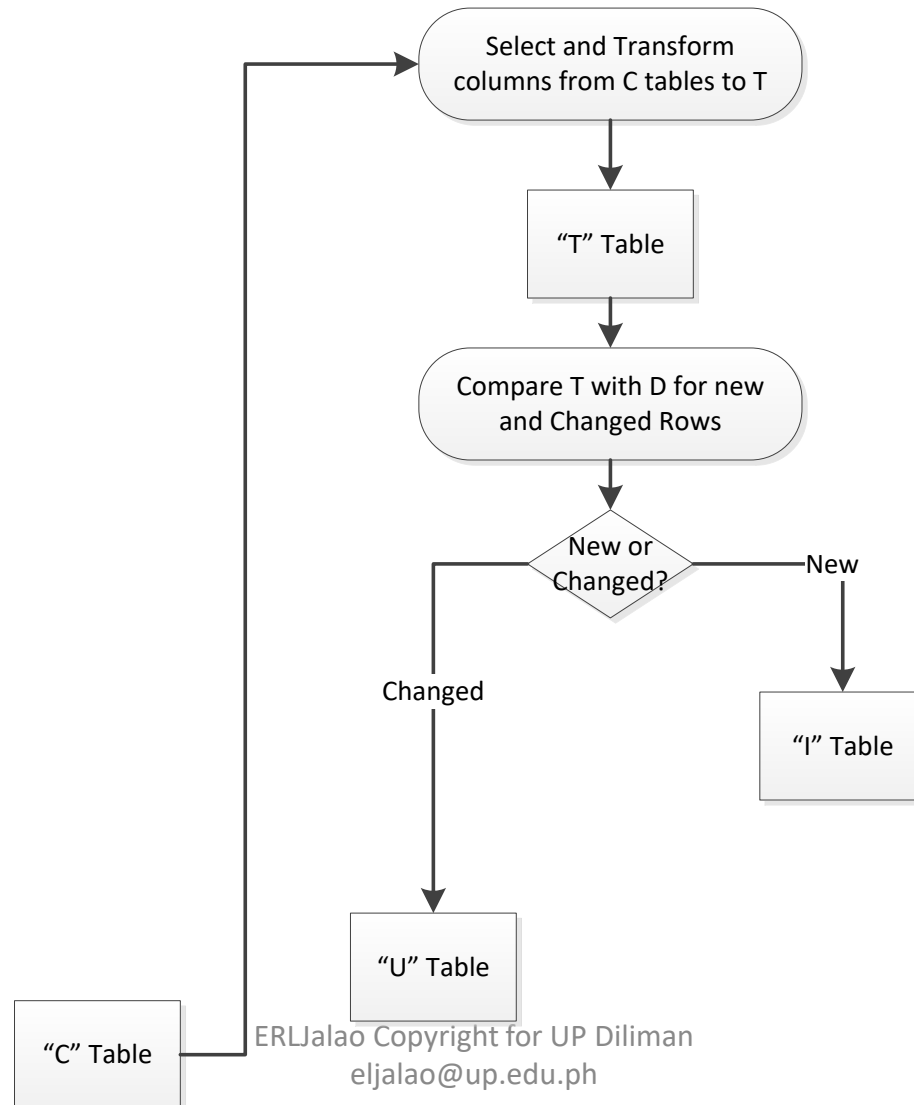 Select and Transform
columns from C tables to T
“T” Table
Compare T with D for new
and Changed Rows
New or
Changed?
New
Changed
“I” Table
“U” Table
“C” Table
ERLJalao Copyright for UP Diliman
eljalao@up.edu.ph